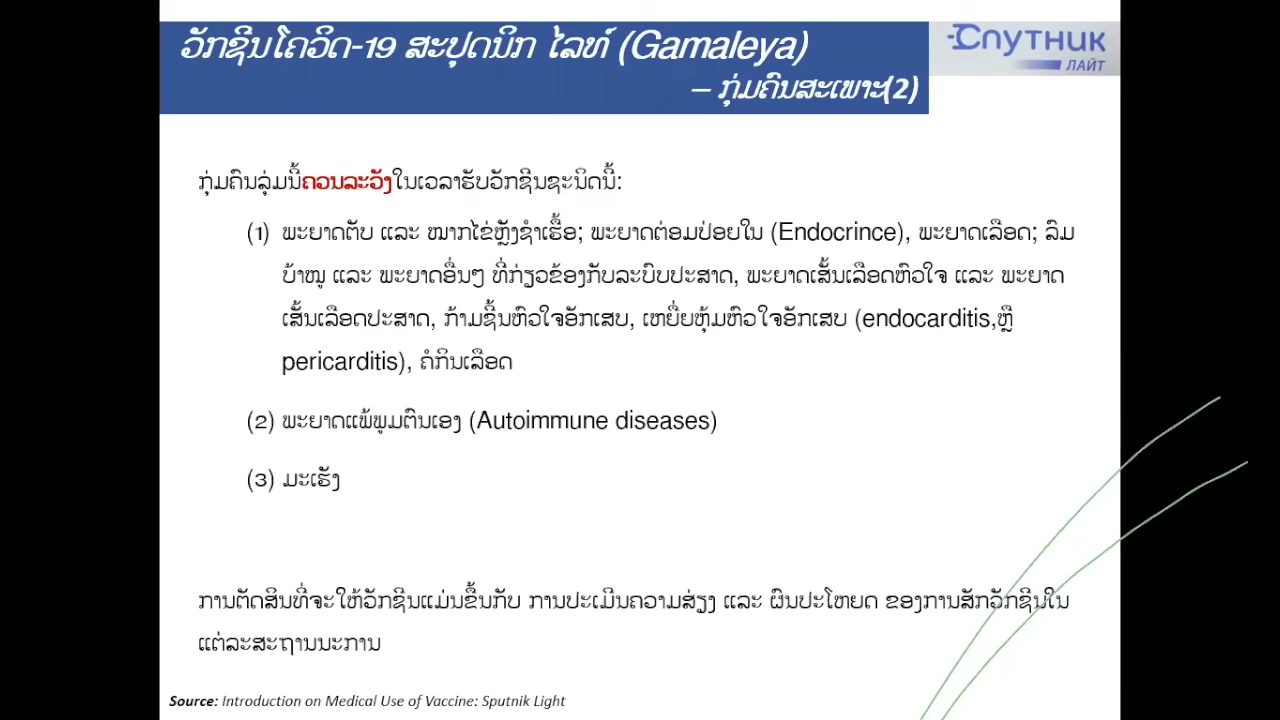 ວັກຊີນໂຄວິດ-19 ສະປຸດນິກ ໄລທ໌ (Gamaleya)
– ກຸ່ມຄົນສະເພາະ(2)
Спутник
ЛАЙТ
ກຸ່ມຄົນລຸ່ມນີ້ຄວນລະວັງໃນເວລາຮັບວັກຊີນຊະນິດນີ້:
(1) ພະຍາດຕັບ ແລະ ໝາກໄຂ່ຫຼັງຊໍາເຮື້ອ; ພະຍາດຕ່ອມປ່ອຍໃນ (Endocrince), ພະຍາດເລືອດ; ລົມ
ບ້າໝູ ແລະ ພະຍາດອື່ນໆ ທີ່ກ່ຽວຂ້ອງກັບລະບົບປະສາດ, ພະຍາດເສັ້ນເລືອດຫົວໃຈ ແລະ ພະຍາດ
ເສັ້ນເລືອດປະສາດ, ກ້າມຊີ້ນຫົວໃຈອັກເສບ, ເຫຍື່ຍຫຸ້ມຫົວໃຈອັກເສບ (endocarditis,ຫຼື
pericarditis), ຄໍກິນເລືອດ
(2) ພະຍາດແພ້ພູມຕົນເອງ (Autoimmune diseases)
(3) ມະເຮັງ
ການຕັດສິນທີ່ຈະໃຫ້ວັກຊີນແມ່ນຂຶ້ນກັບ ການປະເມີນຄວາມສ່ຽງ ແລະ ຜົນປະໂຫຍດ ຂອງການສັກວັກຊີນໃນ
ແຕ່ລະສະຖານນະການ
Source: Introduction on Medical Use of Vaccine: Sputnik Light